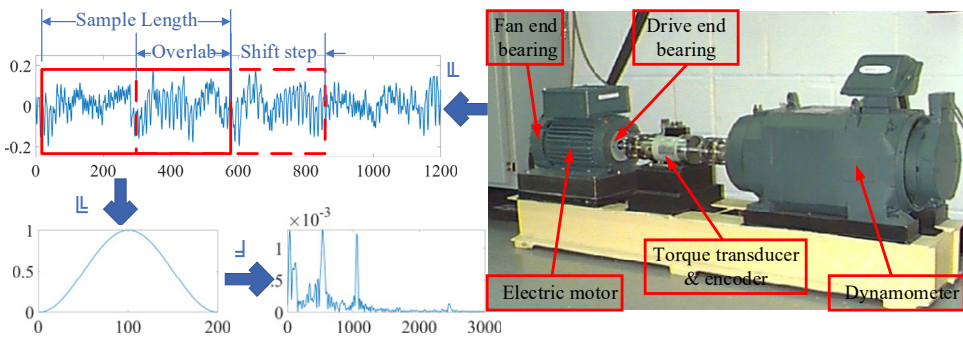 Sample Length
Overlab
Shift step
0.2
0
-0.2
0 200 400 600 800 1000 1200
1
0.5
0
0 100 200
×10⁻³
1
.5
0
0 1000 2000 3000
Fan end
bearing
Drive end
bearing
Electric motor
Torque transducer
& encoder
Dynamometer